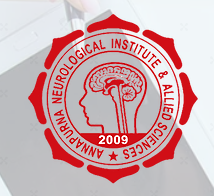 ANNAPURNA NEUROLOGICAL INSTITUTE & ALLIED SCIENCES
2009